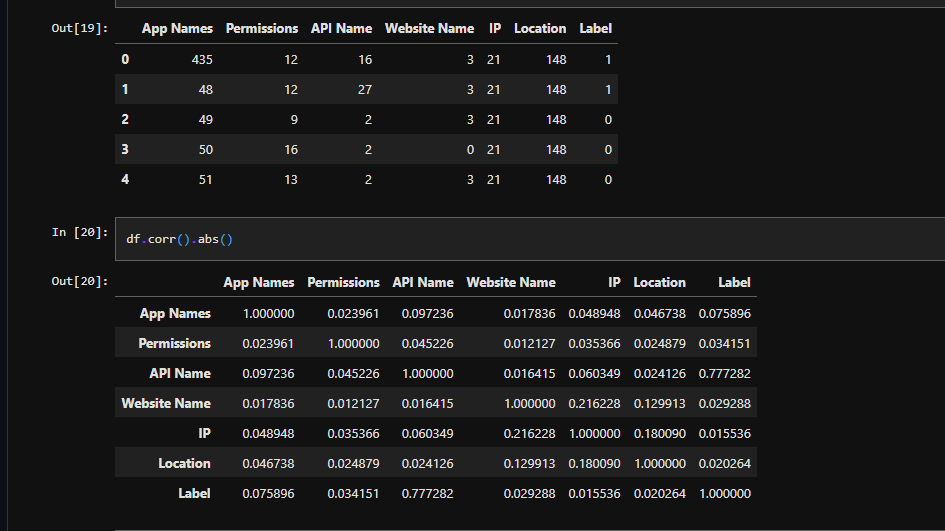 Out[19]:
App Names Permissions API Name Website Name IP Location Label
0 435 12 16 3 21 148 1
1 48 12 27 3 21 148 1
2 49 9 2 3 21 148 0
3 50 16 2 0 21 148 0
4 51 13 2 3 21 148 0
In [20]:
df.corr().abs()
Out[20]:
App Names Permissions API Name Website Name IP Location Label
App Names 1.000000 0.023961 0.097236 0.017836 0.048948 0.046738 0.075896
Permissions 0.023961 1.000000 0.045226 0.012127 0.035366 0.024879 0.034151
API Name 0.097236 0.045226 1.000000 0.016415 0.060349 0.024126 0.777282
Website Name 0.017836 0.012127 0.016415 1.000000 0.216228 0.129913 0.029288
IP 0.048948 0.035366 0.060349 0.216228 1.000000 0.180090 0.015536
Location 0.046738 0.024879 0.024126 0.129913 0.180090 1.000000 0.020264
Label 0.075896 0.034151 0.777282 0.029288 0.015536 0.020264 1.000000